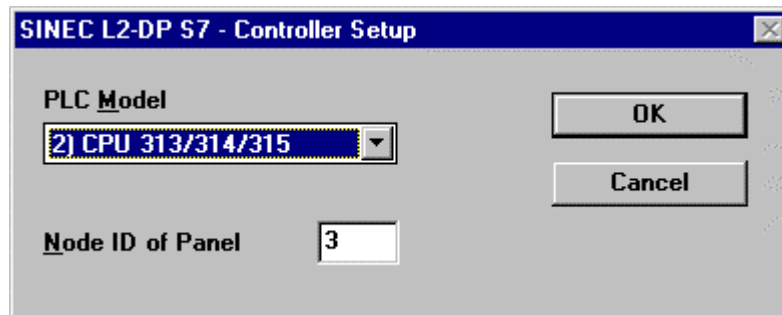 SINEC L2-DP S7 - Controller Setup
PLC Model
2) CPU 313/314/315
OK
Cancel
Node ID of Panel 3